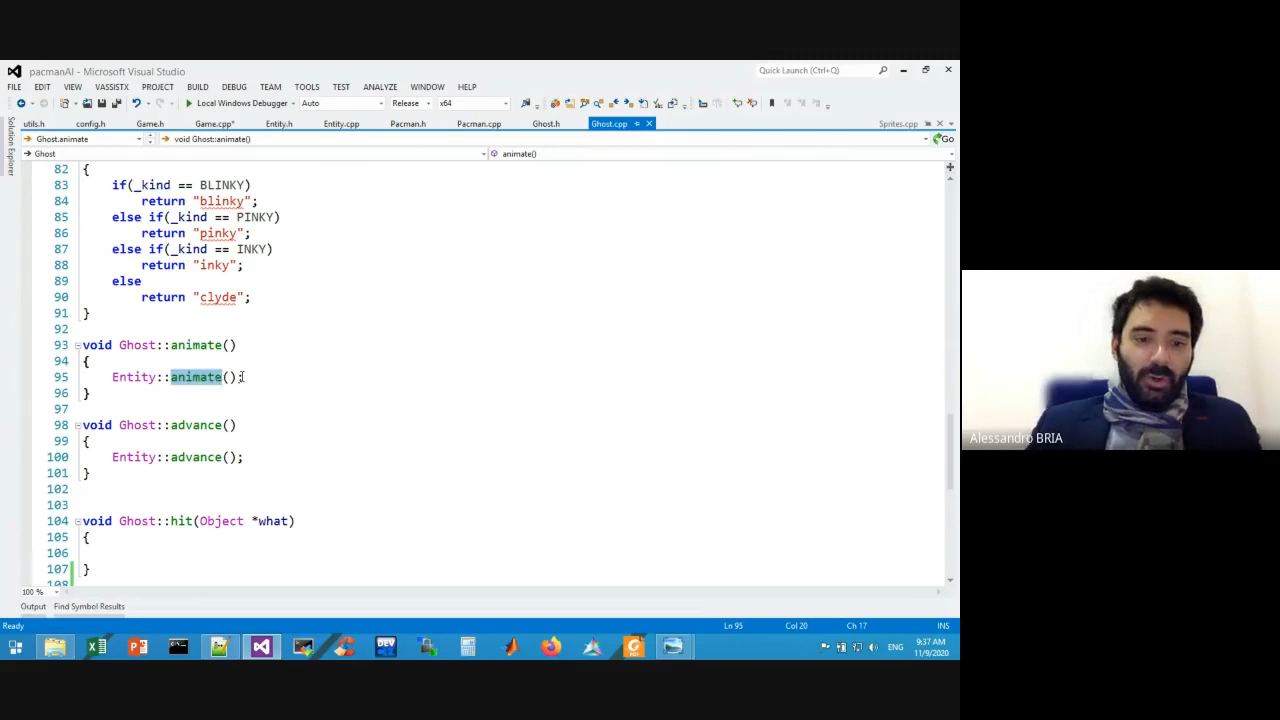 pacmanAI - Microsoft Visual Studio
Quick Launch (Ctrl+Q)
FILE EDIT VIEW VASSISTX PROJECT BUILD DEBUG TEAM TOOLS TEST ANALYZE WINDOW HELP
Local Windows Debugger Auto Release x64
utils.h config.h Game.h Game.cpp* Entity.h Entity.cpp Pacman.h Pacman.cpp Ghost.h Ghost.cpp Sprites.cpp
Ghost.animate void Ghost::animate() Go
Ghost animate()
Solution Explorer
82 {
83 if(_kind == BLINKY)
84 return "blinky";
85 else if(_kind == PINKY)
86 return "pinky";
87 else if(_kind == INKY)
88 return "inky";
89 else
90 return "clyde";
91 }
92
93 void Ghost::animate()
94 {
95 Entity::animate();
96 }
97
98 void Ghost::advance()
99 {
100 Entity::advance();
101 }
102
103
104 void Ghost::hit(Object *what)
105 {
106
107 }
108
100 %
Output Find Symbol Results
Ready Ln 95 Col 20 Ch 17 INS
DEV
PDF
ENG
9:37 AM
11/9/2020
Alessandro BRIA